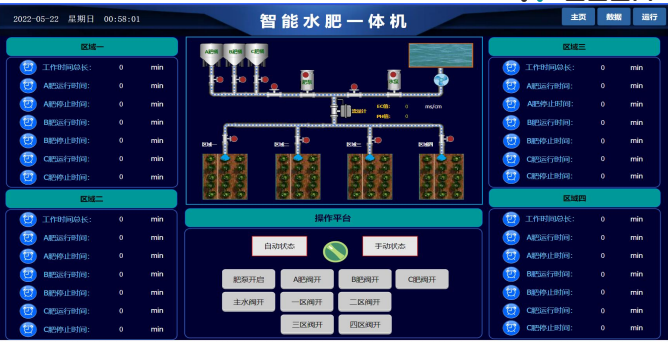 2022-05-22 星期日 00:58:01
智能水肥一体机
主页 数据 运行
区域一
工作时间总长: 0 min
A肥运行时间: 0 min
A肥停止时间: 0 min
B肥运行时间: 0 min
B肥停止时间: 0 min
C肥运行时间: 0 min
C肥停止时间: 0 min
区域二
工作时间总长: 0 min
A肥运行时间: 0 min
A肥停止时间: 0 min
B肥运行时间: 0 min
B肥停止时间: 0 min
C肥运行时间: 0 min
C肥停止时间: 0 min
A肥桶 B肥桶 C肥桶
肥泵
水泵
流量计
EC值: 0 ms/cm
PH值: 0
区域一 区域二 区域三 区域四
操作平台
自动状态 手动状态
肥泵开启 A肥阀开 B肥阀开 C肥阀开
主水阀开 一区阀开 二区阀开
三区阀开 四区阀开
区域三
工作时间总长: 0 min
A肥运行时间: 0 min
A肥停止时间: 0 min
B肥运行时间: 0 min
B肥停止时间: 0 min
C肥运行时间: 0 min
C肥停止时间: 0 min
区域四
工作时间总长: 0 min
A肥运行时间: 0 min
A肥停止时间: 0 min
B肥运行时间: 0 min
B肥停止时间: 0 min
C肥运行时间: 0 min
C肥停止时间: 0 min